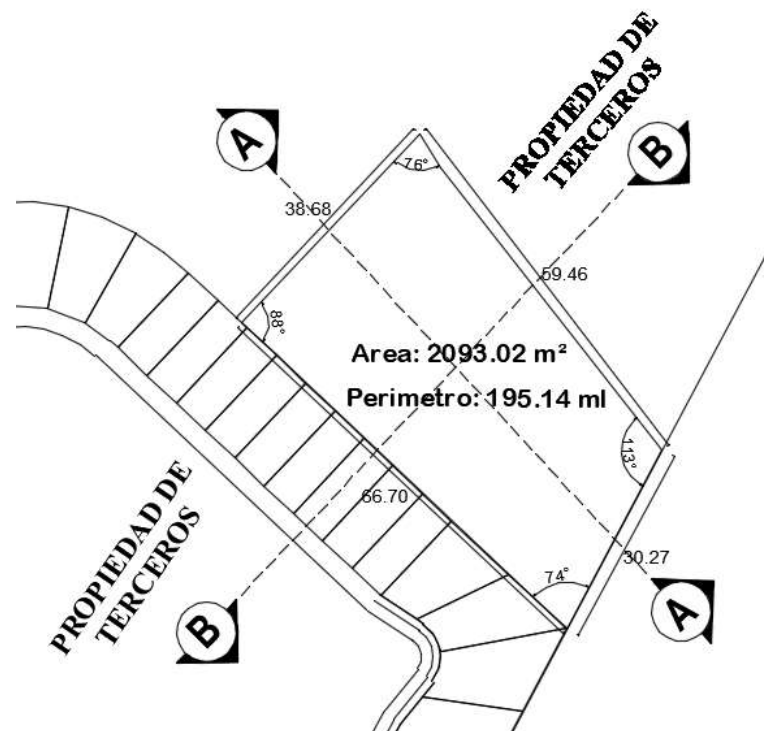 PROPIEDAD DE
TERCEROS
A
B
76°
38.68
59.46
88°
Area: 2093.02 m²
Perimetro: 195.14 ml
113°
66.70
PROPIEDAD DE
TERCEROS
30.27
74°
B
A